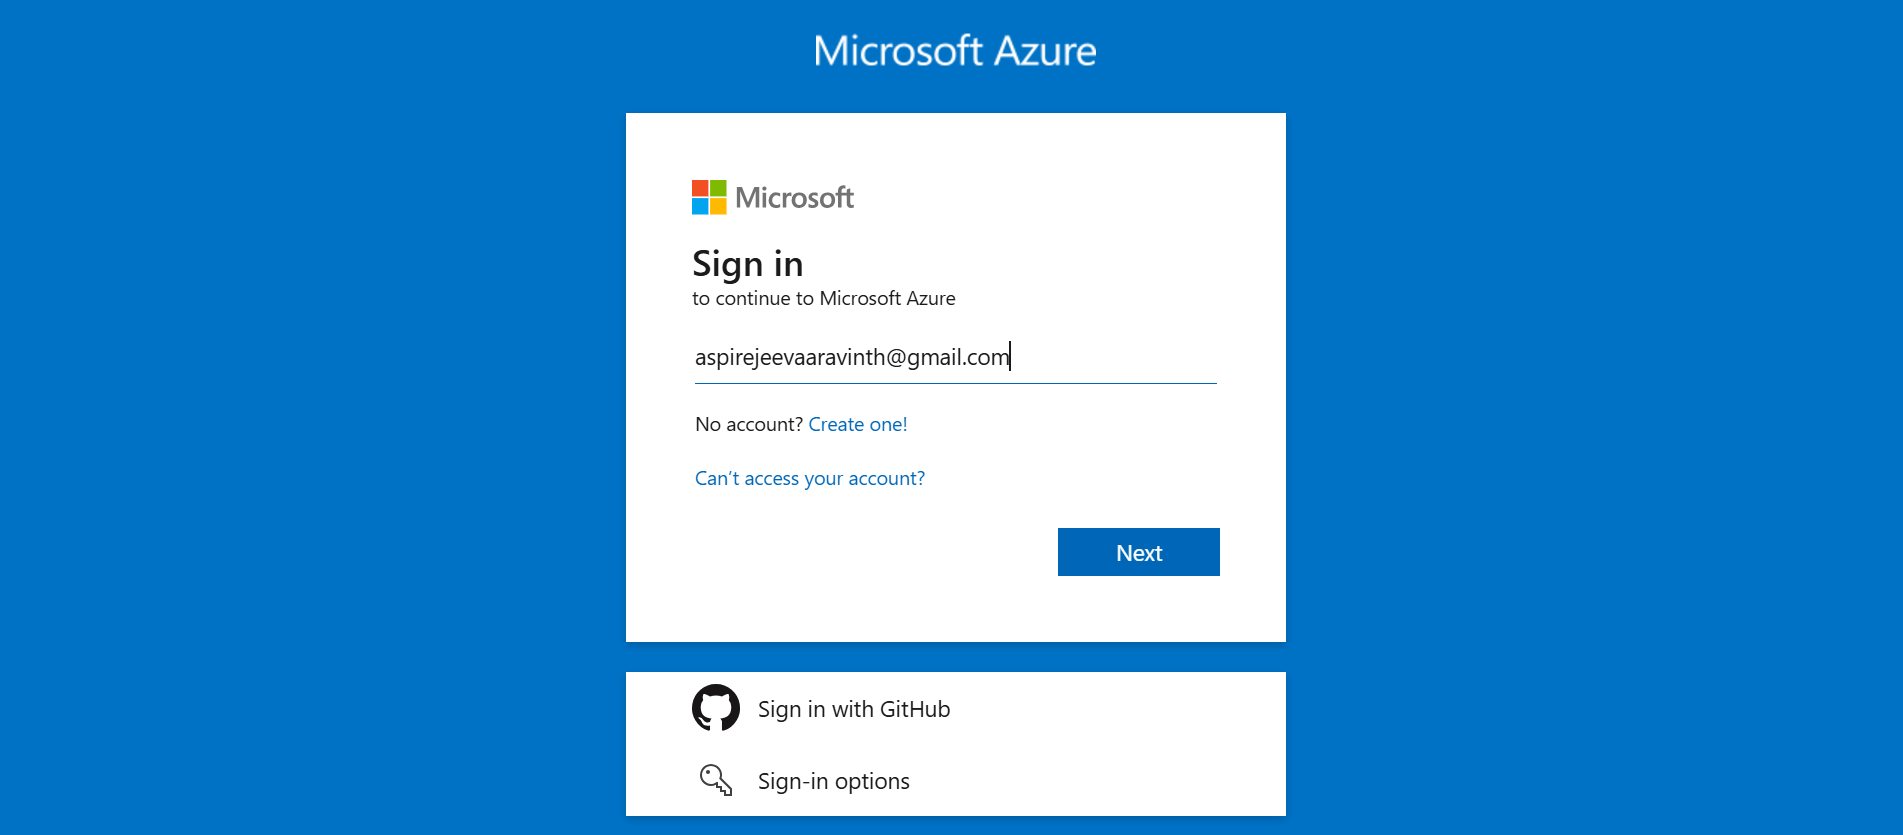 Microsoft Azure
Microsoft
Sign in
to continue to Microsoft Azure
aspirejeevaaravinth@gmail.com
No account? Create one!
Can’t access your account?
Next
Sign in with GitHub
Sign-in options